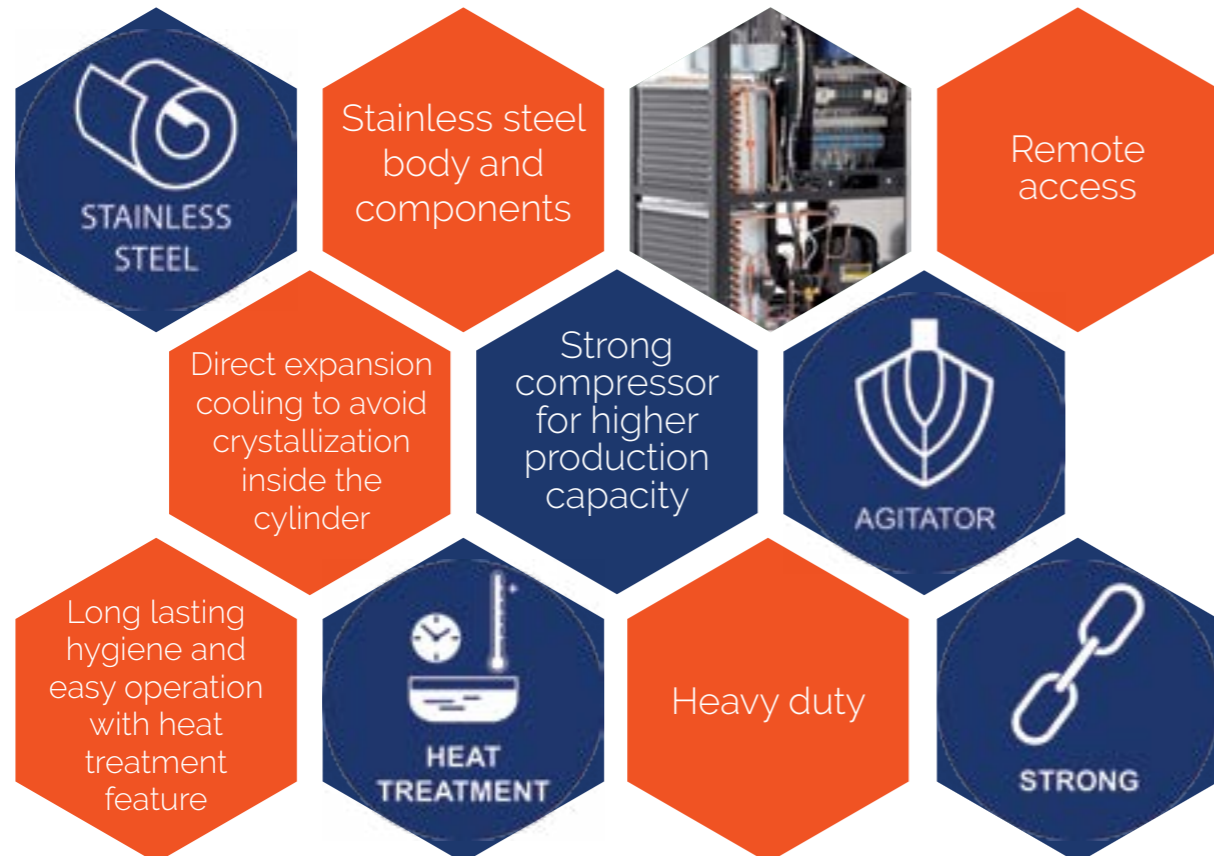 STAINLESS
STEEL
Stainless steel
body and
components
Remote
access
Direct expansion
cooling to avoid
crystallization
inside the
cylinder
Strong
compressor
for higher
production
capacity
AGITATOR
Long lasting
hygiene and
easy operation
with heat
treatment
feature
HEAT
TREATMENT
Heavy duty
STRONG